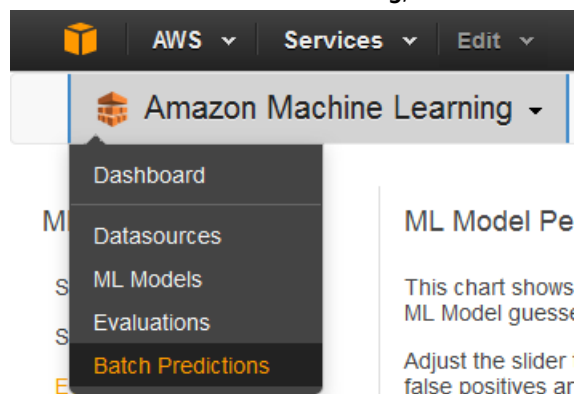 AWS Services Edit
Amazon Machine Learning
Dashboard
Datasources
ML Models
Evaluations
Batch Predictions
ML Model Pe
This chart shows
ML Model guesse
Adjust the slider
false positives an